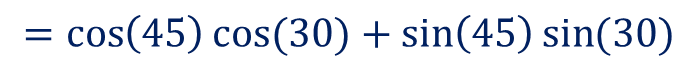 = cos(45) cos(30) + sin(45) sin(30)